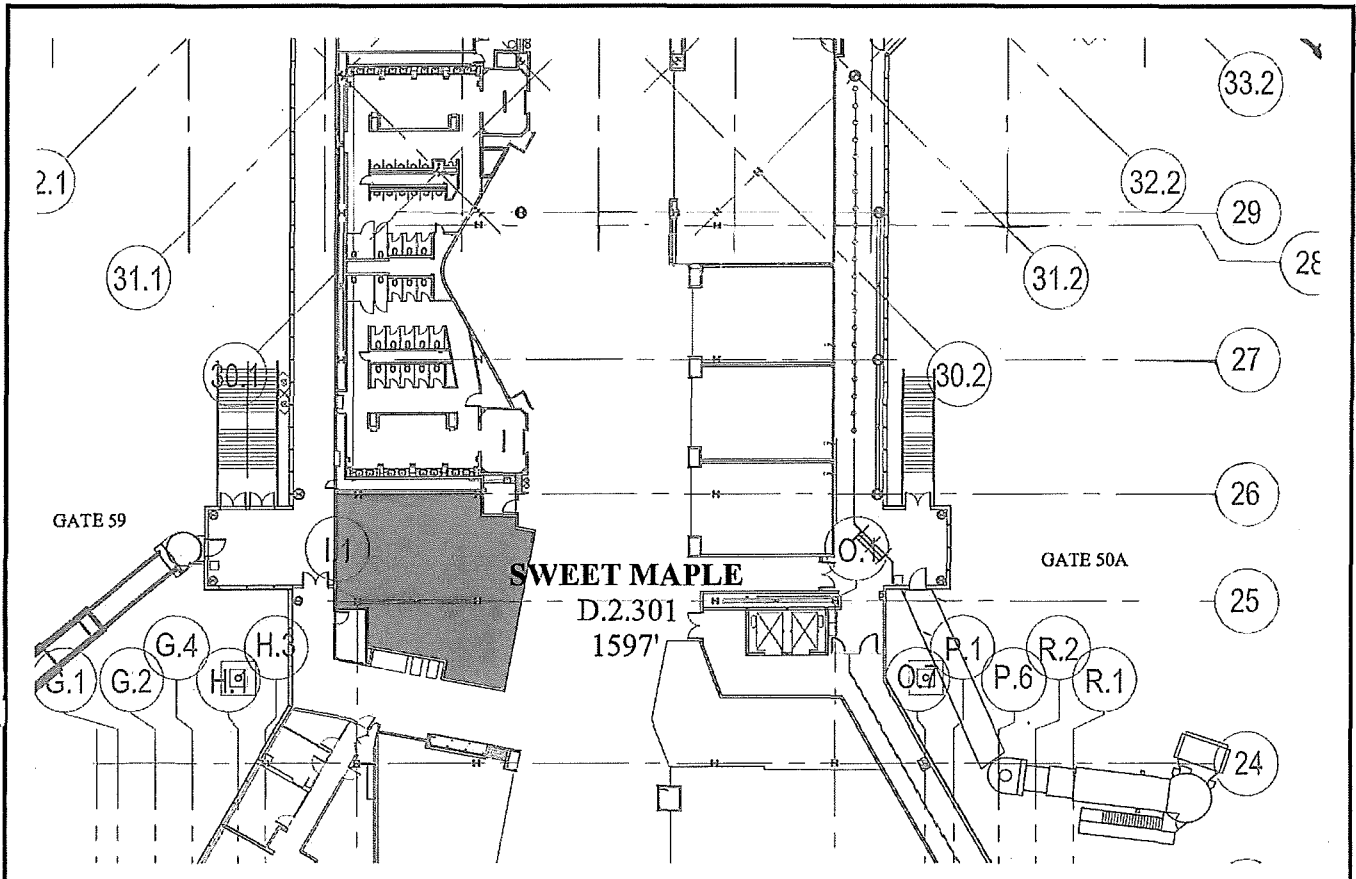 33.2
2.1
32.2
29
31.1
31.2
28
30.1
30.2
27
26
GATE 59
I.1
O.
GATE 50A
SWEET MAPLE
D.2.301
1597'
25
G.4
H.3
P.1
R.2
G.1
G.2
H.
O.7
P.6
R.1
24